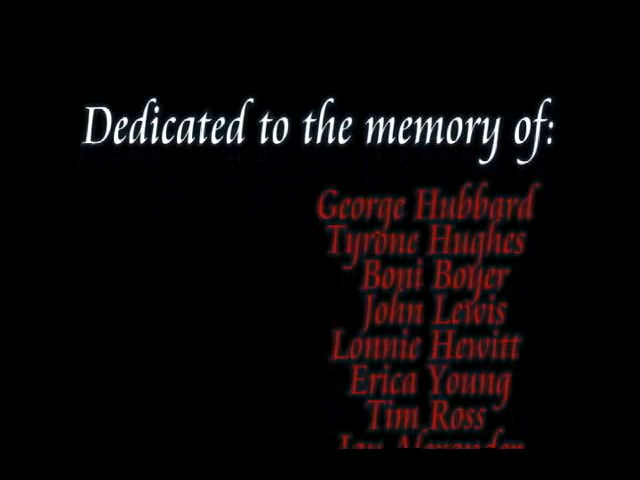 Dedicated to the memory of:
George Hubbard
Tyrone Hughes
Boni Boyer
John Lewis
Lonnie Hewitt
Erica Young
Tim Ross
Alexander